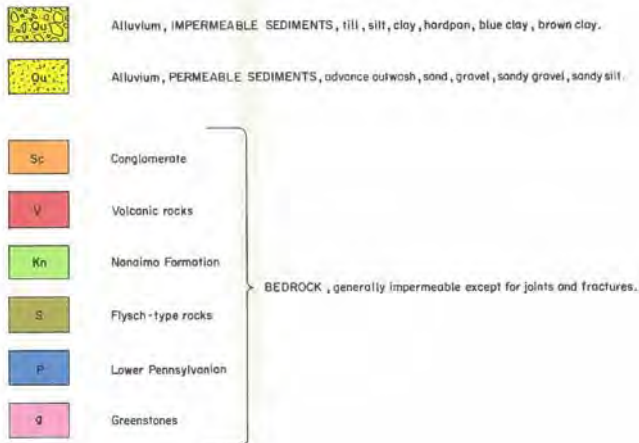 Qu Alluvium, IMPERMEABLE SEDIMENTS, till, silt, clay, hardpan, blue clay, brown clay.
Qu Alluvium, PERMEABLE SEDIMENTS, advance outwash, sand, gravel, sandy gravel, sandy silt.
Sc Conglomerate
V Volcanic rocks
Kn Nanaimo Formation
BEDROCK, generally impermeable except for joints and fractures.
S Flysch-type rocks
P Lower Pennsylvanian
g Greenstones